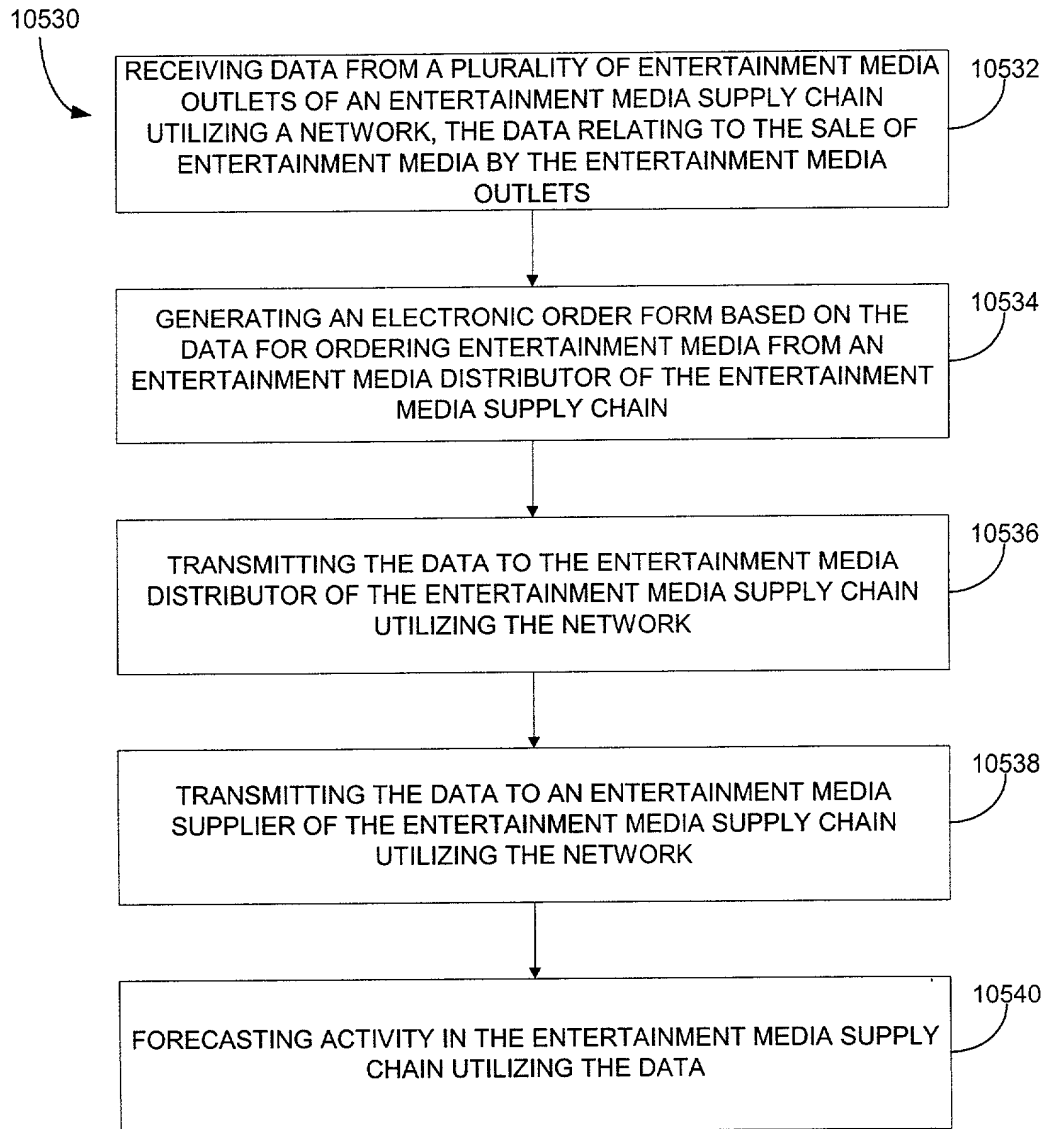 10530
RECEIVING DATA FROM A PLURALITY OF ENTERTAINMENT MEDIA
OUTLETS OF AN ENTERTAINMENT MEDIA SUPPLY CHAIN
UTILIZING A NETWORK, THE DATA RELATING TO THE SALE OF
ENTERTAINMENT MEDIA BY THE ENTERTAINMENT MEDIA
OUTLETS
10532
GENERATING AN ELECTRONIC ORDER FORM BASED ON THE
DATA FOR ORDERING ENTERTAINMENT MEDIA FROM AN
ENTERTAINMENT MEDIA DISTRIBUTOR OF THE ENTERTAINMENT
MEDIA SUPPLY CHAIN
10534
TRANSMITTING THE DATA TO THE ENTERTAINMENT MEDIA
DISTRIBUTOR OF THE ENTERTAINMENT MEDIA SUPPLY CHAIN
UTILIZING THE NETWORK
10536
TRANSMITTING THE DATA TO AN ENTERTAINMENT MEDIA
SUPPLIER OF THE ENTERTAINMENT MEDIA SUPPLY CHAIN
UTILIZING THE NETWORK
10538
FORECASTING ACTIVITY IN THE ENTERTAINMENT MEDIA SUPPLY
CHAIN UTILIZING THE DATA
10540